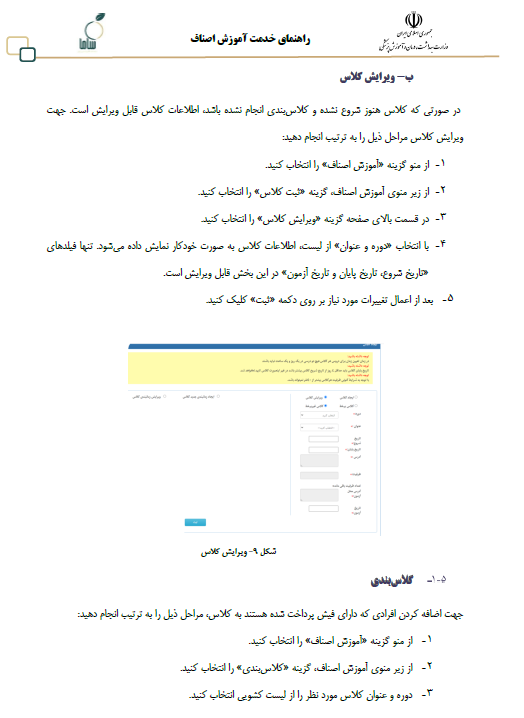 جمهوری اسلامی ایران
وزارت بهداشت، درمان و آموزش پزشکی
راهنمای خدمت آموزش اصناف
ساما
ب– ویرایش کلاس
در صورتی که کلاس هنوز شروع نشده و کلاس‌بندی انجام نشده باشد، اطلاعات کلاس قابل ویرایش است. جهت
ویرایش کلاس مراحل ذیل را به ترتیب انجام دهید:
۱- از منو گزینه «آموزش اصناف» را انتخاب کنید.
۲- از زیر منوی آموزش اصناف، گزینه «ثبت کلاس» را انتخاب کنید.
۳- در قسمت بالای صفحه گزینه «ویرایش کلاس» را انتخاب کنید.
۴- با انتخاب «دوره و عنوان» از لیست، اطلاعات کلاس به صورت خودکار نمایش داده می‌شود. تنها فیلدهای
«تاریخ شروع، تاریخ پایان و تاریخ آزمون» در این بخش قابل ویرایش است.
۵- بعد از اعمال تغییرات مورد نیاز بر روی دکمه «ثبت» کلیک کنید.
شکل ۹- ویرایش کلاس
۱-۵- کلاس‌بندی
جهت اضافه کردن افرادی که دارای فیش پرداخت شده هستند به کلاس، مراحل ذیل را به ترتیب انجام دهید:
۱- از منو گزینه «آموزش اصناف» را انتخاب کنید.
۲- از زیر منوی آموزش اصناف، گزینه «کلاس‌بندی» را انتخاب کنید.
۳- دوره و عنوان کلاس مورد نظر را از لیست کشویی انتخاب کنید.